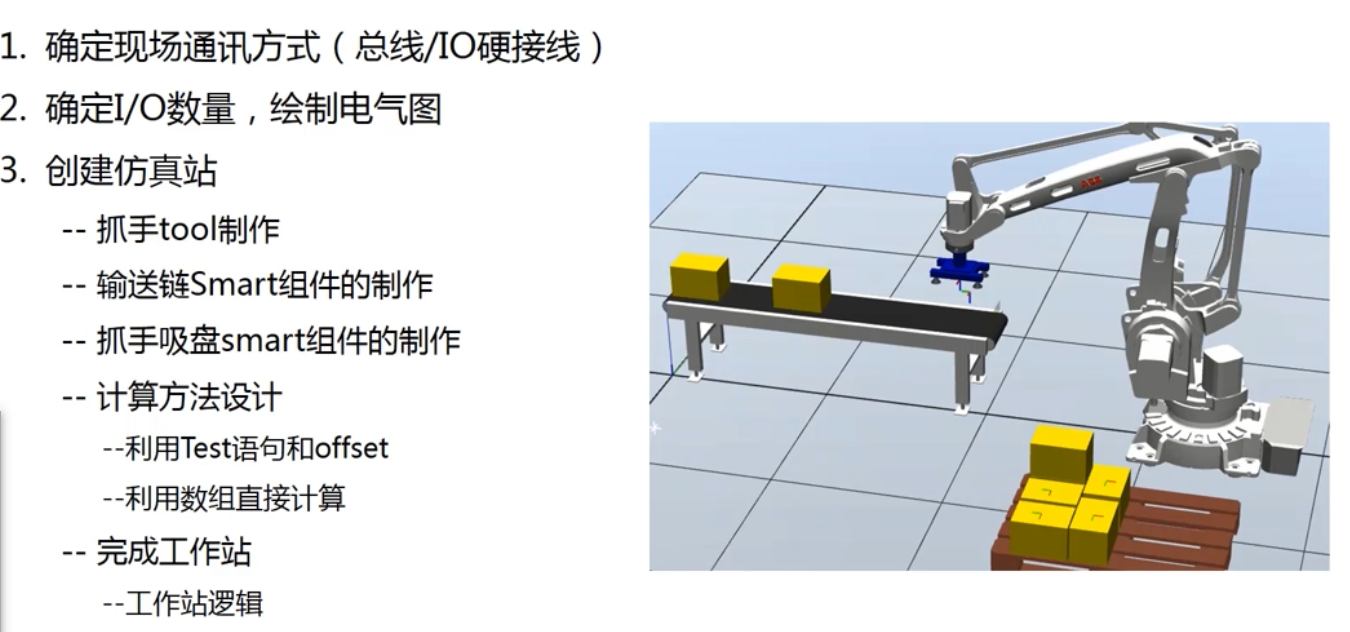 1. 确定现场通讯方式（总线/IO硬接线）
2. 确定I/O数量，绘制电气图
3. 创建仿真站
-- 抓手tool制作
-- 输送链Smart组件的制作
-- 抓手吸盘smart组件的制作
-- 计算方法设计
--利用Test语句和offset
--利用数组直接计算
-- 完成工作站
--工作站逻辑
ABB